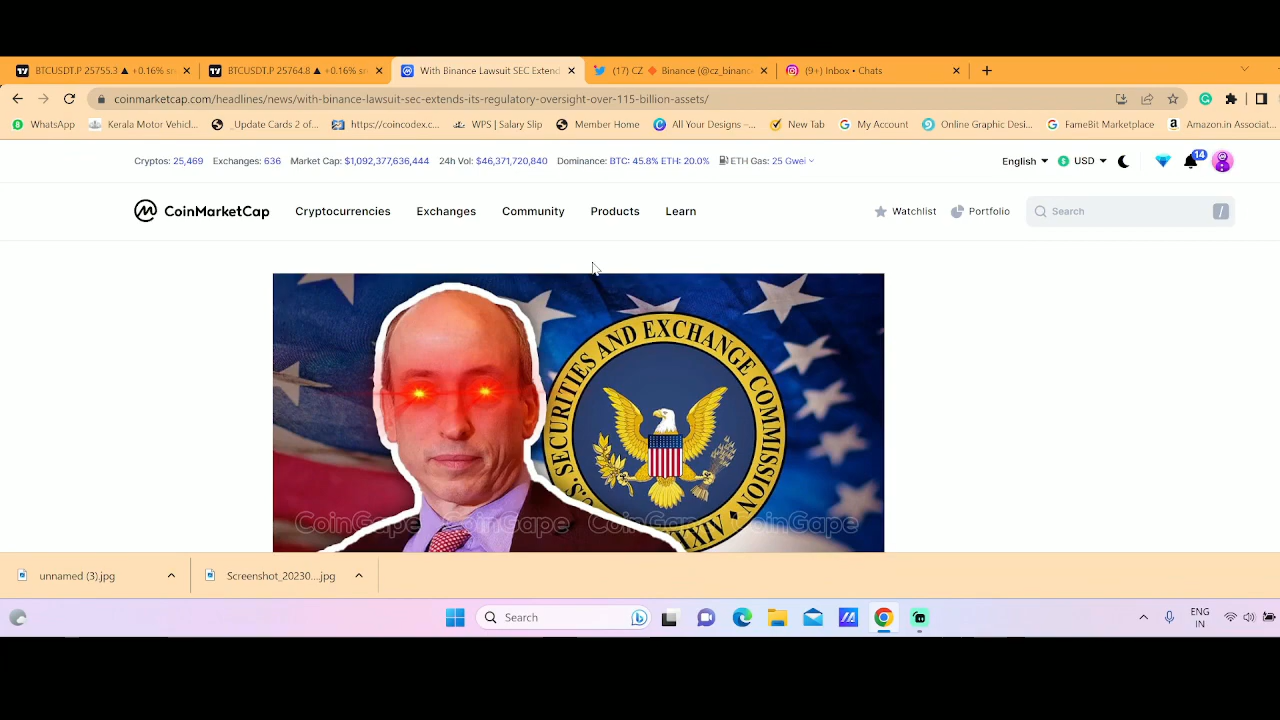 BTCUSDT.P 25755.3 ▲ +0.16%
BTCUSDT.P 25764.8 ▲ +0.16%
With Binance Lawsuit SEC Extend
(17) CZ 🔶 Binance (@cz_binanc
(9+) Inbox • Chats
coinmarketcap.com/headlines/news/with-binance-lawsuit-sec-extends-its-regulatory-oversight-over-115-billion-assets/
WhatsApp
Kerala Motor Vehicl...
_Update Cards 2 of...
https://coincodex.c...
WPS | Salary Slip
Member Home
All Your Designs –...
New Tab
My Account
Online Graphic Desi...
FameBit Marketplace
Amazon.in Associat...
Cryptos: 25,469 Exchanges: 636 Market Cap: $1,092,377,636,444 24h Vol: $46,371,720,840 Dominance: BTC: 45.8% ETH: 20.0% ETH Gas: 25 Gwei
English
USD
14
CoinMarketCap
Cryptocurrencies
Exchanges
Community
Products
Learn
Watchlist
Portfolio
Search
/
SECURITIES AND EXCHANGE COMMISSION
CoinGape CoinGape CoinGape CoinGape
unnamed (3).jpg
Screenshot_20230....jpg
Search
ENG
IN